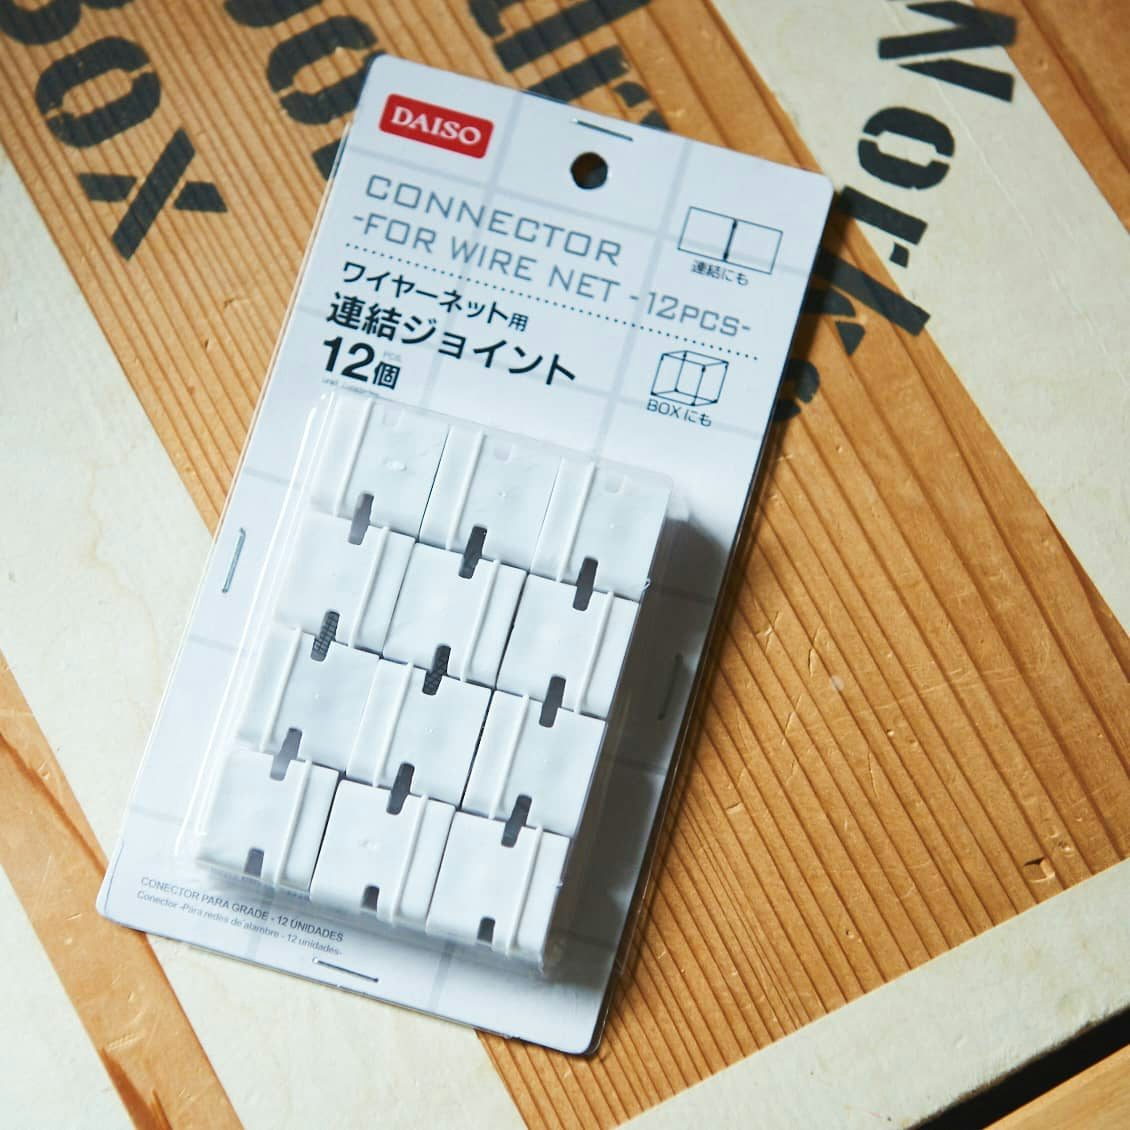 DAISO
CONNECTOR
-FOR WIRE NET -12PCS-
ワイヤーネット用
連結ジョイント
12個
連結にも
BOXにも
CONECTOR PARA GRADE - 12 UNIDADES
Conector -Para redes de alambre - 12 unidades-
BOX
Work